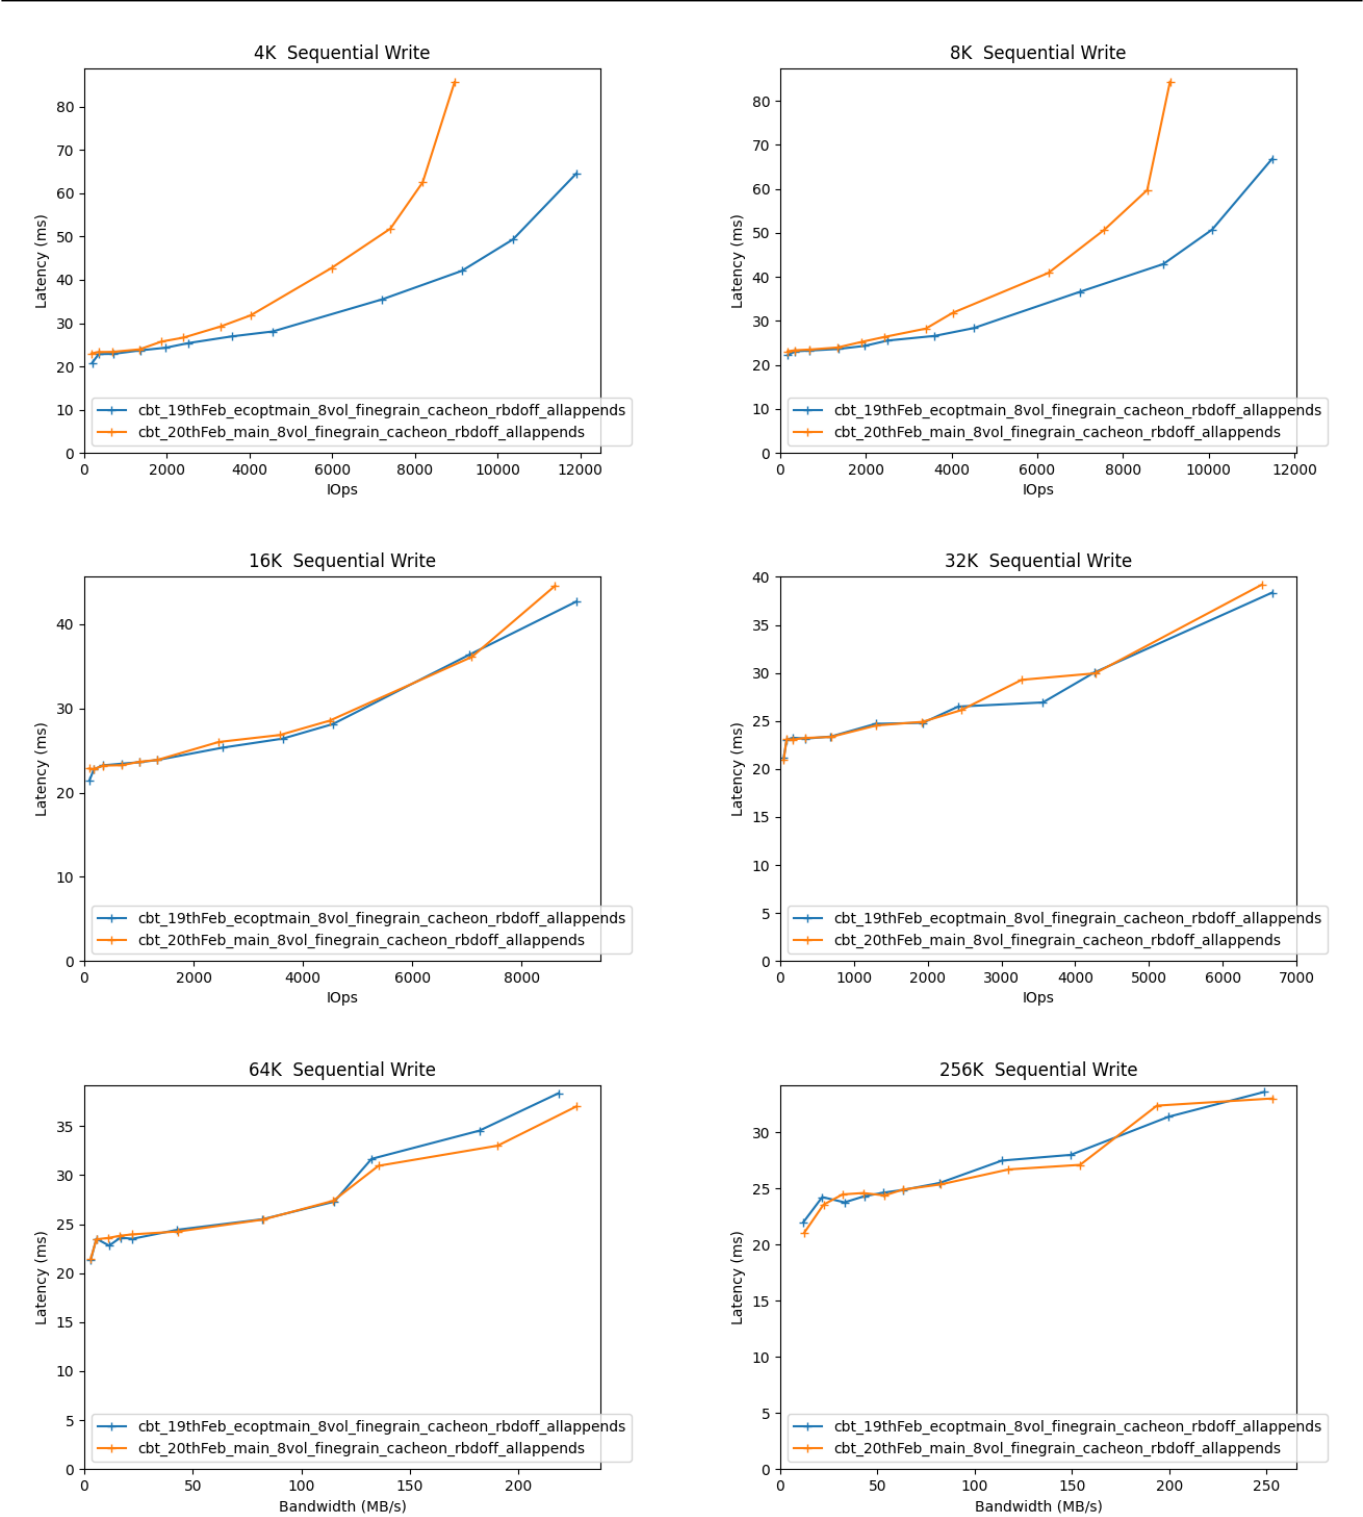 4K  Sequential Write
80
70
60
50
40
30
20
10
0
Latency (ms)
cbt_19thFeb_ecoptmain_8vol_finegrain_cacheon_rbdoff_allappends
cbt_20thFeb_main_8vol_finegrain_cacheon_rbdoff_allappends
0 2000 4000 6000 8000 10000 12000
IOps
8K  Sequential Write
80
70
60
50
40
30
20
10
0
Latency (ms)
cbt_19thFeb_ecoptmain_8vol_finegrain_cacheon_rbdoff_allappends
cbt_20thFeb_main_8vol_finegrain_cacheon_rbdoff_allappends
0 2000 4000 6000 8000 10000 12000
IOps
16K  Sequential Write
40
30
20
10
0
Latency (ms)
cbt_19thFeb_ecoptmain_8vol_finegrain_cacheon_rbdoff_allappends
cbt_20thFeb_main_8vol_finegrain_cacheon_rbdoff_allappends
0 2000 4000 6000 8000
IOps
32K  Sequential Write
40
35
30
25
20
15
10
5
0
Latency (ms)
cbt_19thFeb_ecoptmain_8vol_finegrain_cacheon_rbdoff_allappends
cbt_20thFeb_main_8vol_finegrain_cacheon_rbdoff_allappends
0 1000 2000 3000 4000 5000 6000 7000
IOps
64K  Sequential Write
35
30
25
20
15
10
5
0
Latency (ms)
cbt_19thFeb_ecoptmain_8vol_finegrain_cacheon_rbdoff_allappends
cbt_20thFeb_main_8vol_finegrain_cacheon_rbdoff_allappends
0 50 100 150 200
Bandwidth (MB/s)
256K  Sequential Write
30
25
20
15
10
5
0
Latency (ms)
cbt_19thFeb_ecoptmain_8vol_finegrain_cacheon_rbdoff_allappends
cbt_20thFeb_main_8vol_finegrain_cacheon_rbdoff_allappends
0 50 100 150 200 250
Bandwidth (MB/s)